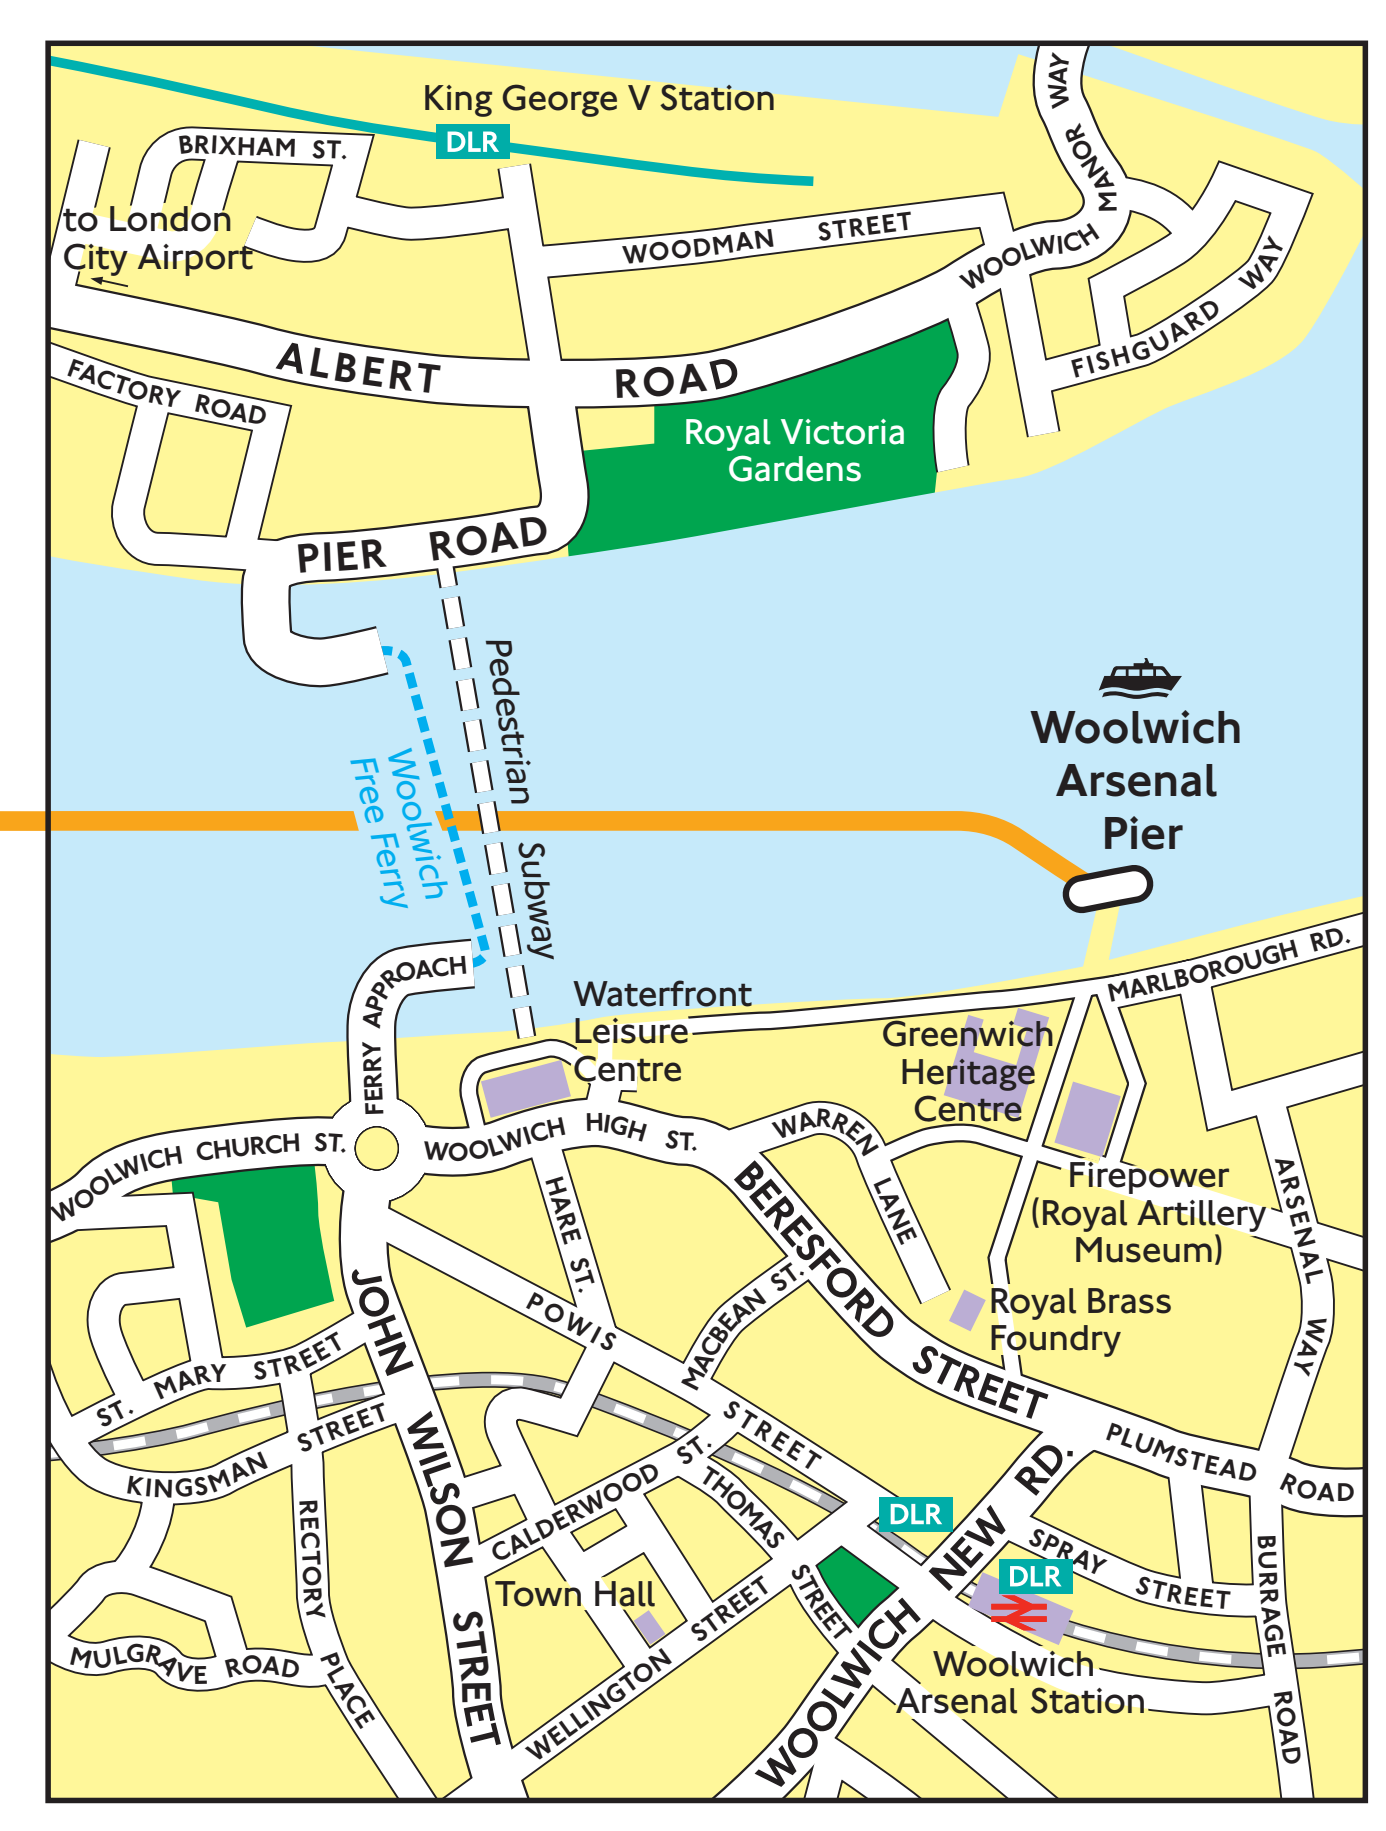 King George V Station
DLR
BRIXHAM ST.
MANOR WAY
to London
City Airport
WOODMAN STREET
WOOLWICH
FISHGUARD WAY
ALBERT ROAD
FACTORY ROAD
Royal Victoria
Gardens
PIER ROAD
Pedestrian Subway
Woolwich
Free Ferry
Woolwich
Arsenal
Pier
FERRY APPROACH
MARLBOROUGH RD.
Waterfront
Leisure
Centre
Greenwich
Heritage
Centre
WOOLWICH CHURCH ST.
WOOLWICH HIGH ST.
WARREN LANE
HARE ST.
BERESFORD STREET
Firepower
(Royal Artillery
Museum)
ARSENAL WAY
Royal Brass
Foundry
JOHN WILSON STREET
POWIS STREET
MACBEAN ST.
ST. MARY STREET
KINGSMAN STREET
CALDERWOOD ST.
THOMAS STREET
PLUMSTEAD ROAD
NEW RD.
DLR
SPRAY STREET
DLR
RECTORY PLACE
Town Hall
BURRAGE ROAD
MULGRAVE ROAD
WELLINGTON STREET
WOOLWICH
Woolwich
Arsenal Station